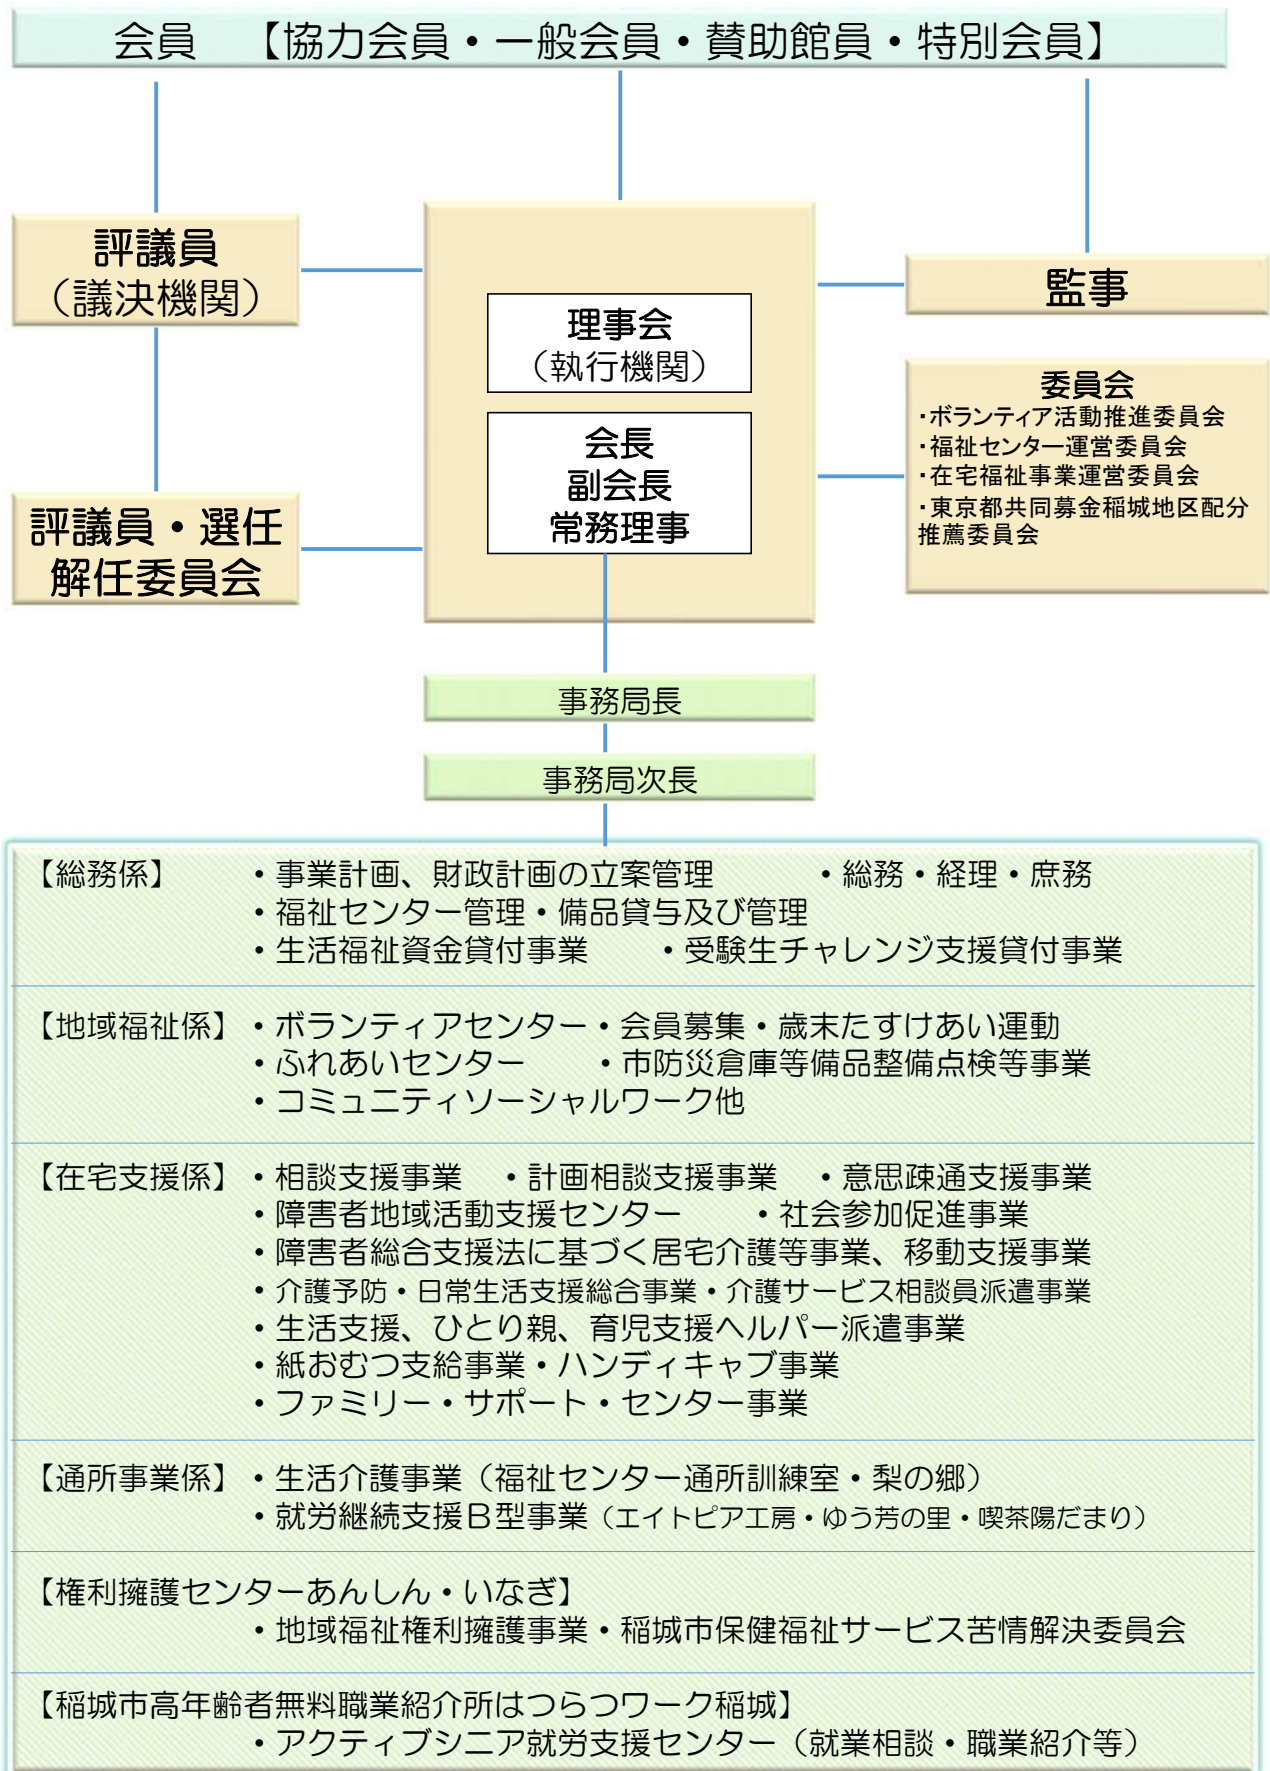 会員　【協力会員・一般会員・賛助館員・特別会員】
評議員
（議決機関）
理事会
（執行機関）
会長
副会長
常務理事
監事
委員会
・ボランティア活動推進委員会
・福祉センター運営委員会
・在宅福祉事業運営委員会
・東京都共同募金稲城地区配分
推薦委員会
評議員・選任
解任委員会
事務局長
事務局次長
【総務係】　・事業計画、財政計画の立案管理　・総務・経理・庶務
・福祉センター管理・備品貸与及び管理
・生活福祉資金貸付事業　・受験生チャレンジ支援貸付事業
【地域福祉係】・ボランティアセンター・会員募集・歳末たすけあい運動
・ふれあいセンター　・市防災倉庫等備品整備点検等事業
・コミュニティソーシャルワーク他
【在宅支援係】・相談支援事業　・計画相談支援事業　・意思疎通支援事業
・障害者地域活動支援センター　・社会参加促進事業
・障害者総合支援法に基づく居宅介護等事業、移動支援事業
・介護予防・日常生活支援総合事業・介護サービス相談員派遣事業
・生活支援、ひとり親、育児支援ヘルパー派遣事業
・紙おむつ支給事業・ハンディキャブ事業
・ファミリー・サポート・センター事業
【通所事業係】・生活介護事業（福祉センター通所訓練室・梨の郷）
・就労継続支援Ｂ型事業（エイトピア工房・ゆう芳の里・喫茶陽だまり）
【権利擁護センターあんしん・いなぎ】
・地域福祉権利擁護事業・稲城市保健福祉サービス苦情解決委員会
【稲城市高年齢者無料職業紹介所はつらつワーク稲城】
・アクティブシニア就労支援センター（就業相談・職業紹介等）